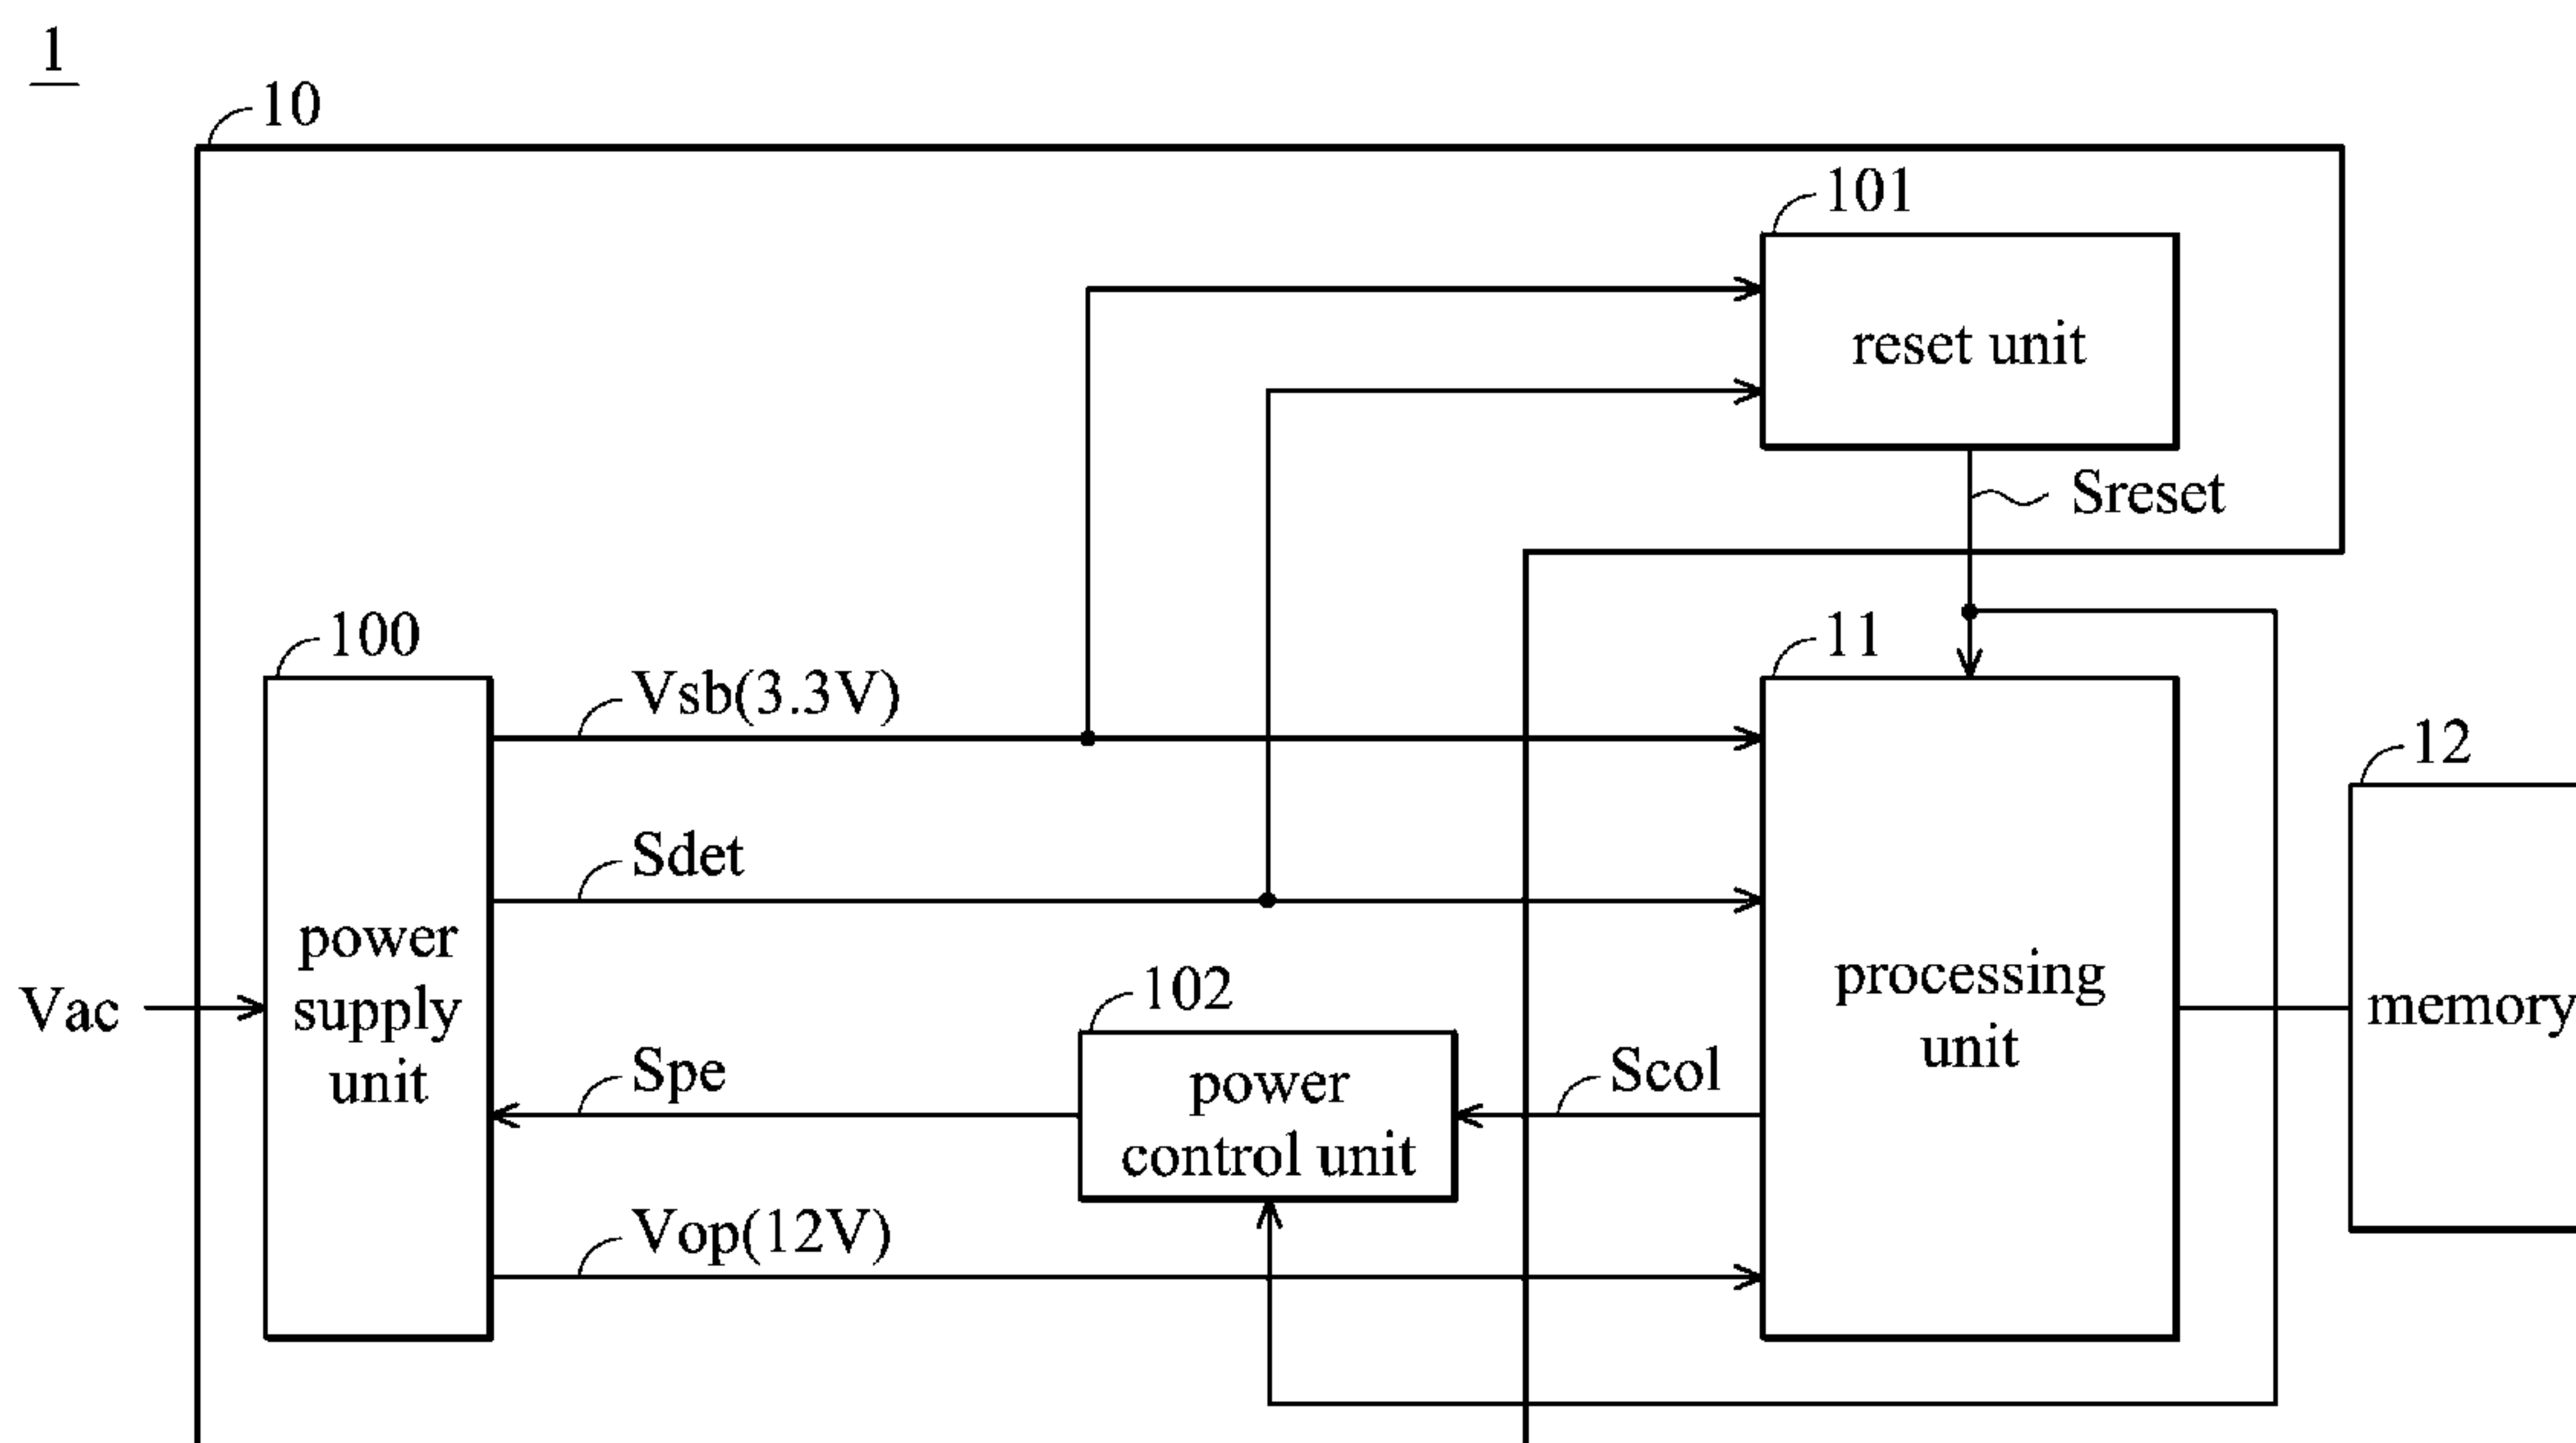 1
10
101
reset unit
Sreset
100
11
Vsb(3.3V)
12
Sdet
power
supply
unit
Vac
102
processing
unit
memory
Spe
power
control unit
Scol
Vop(12V)